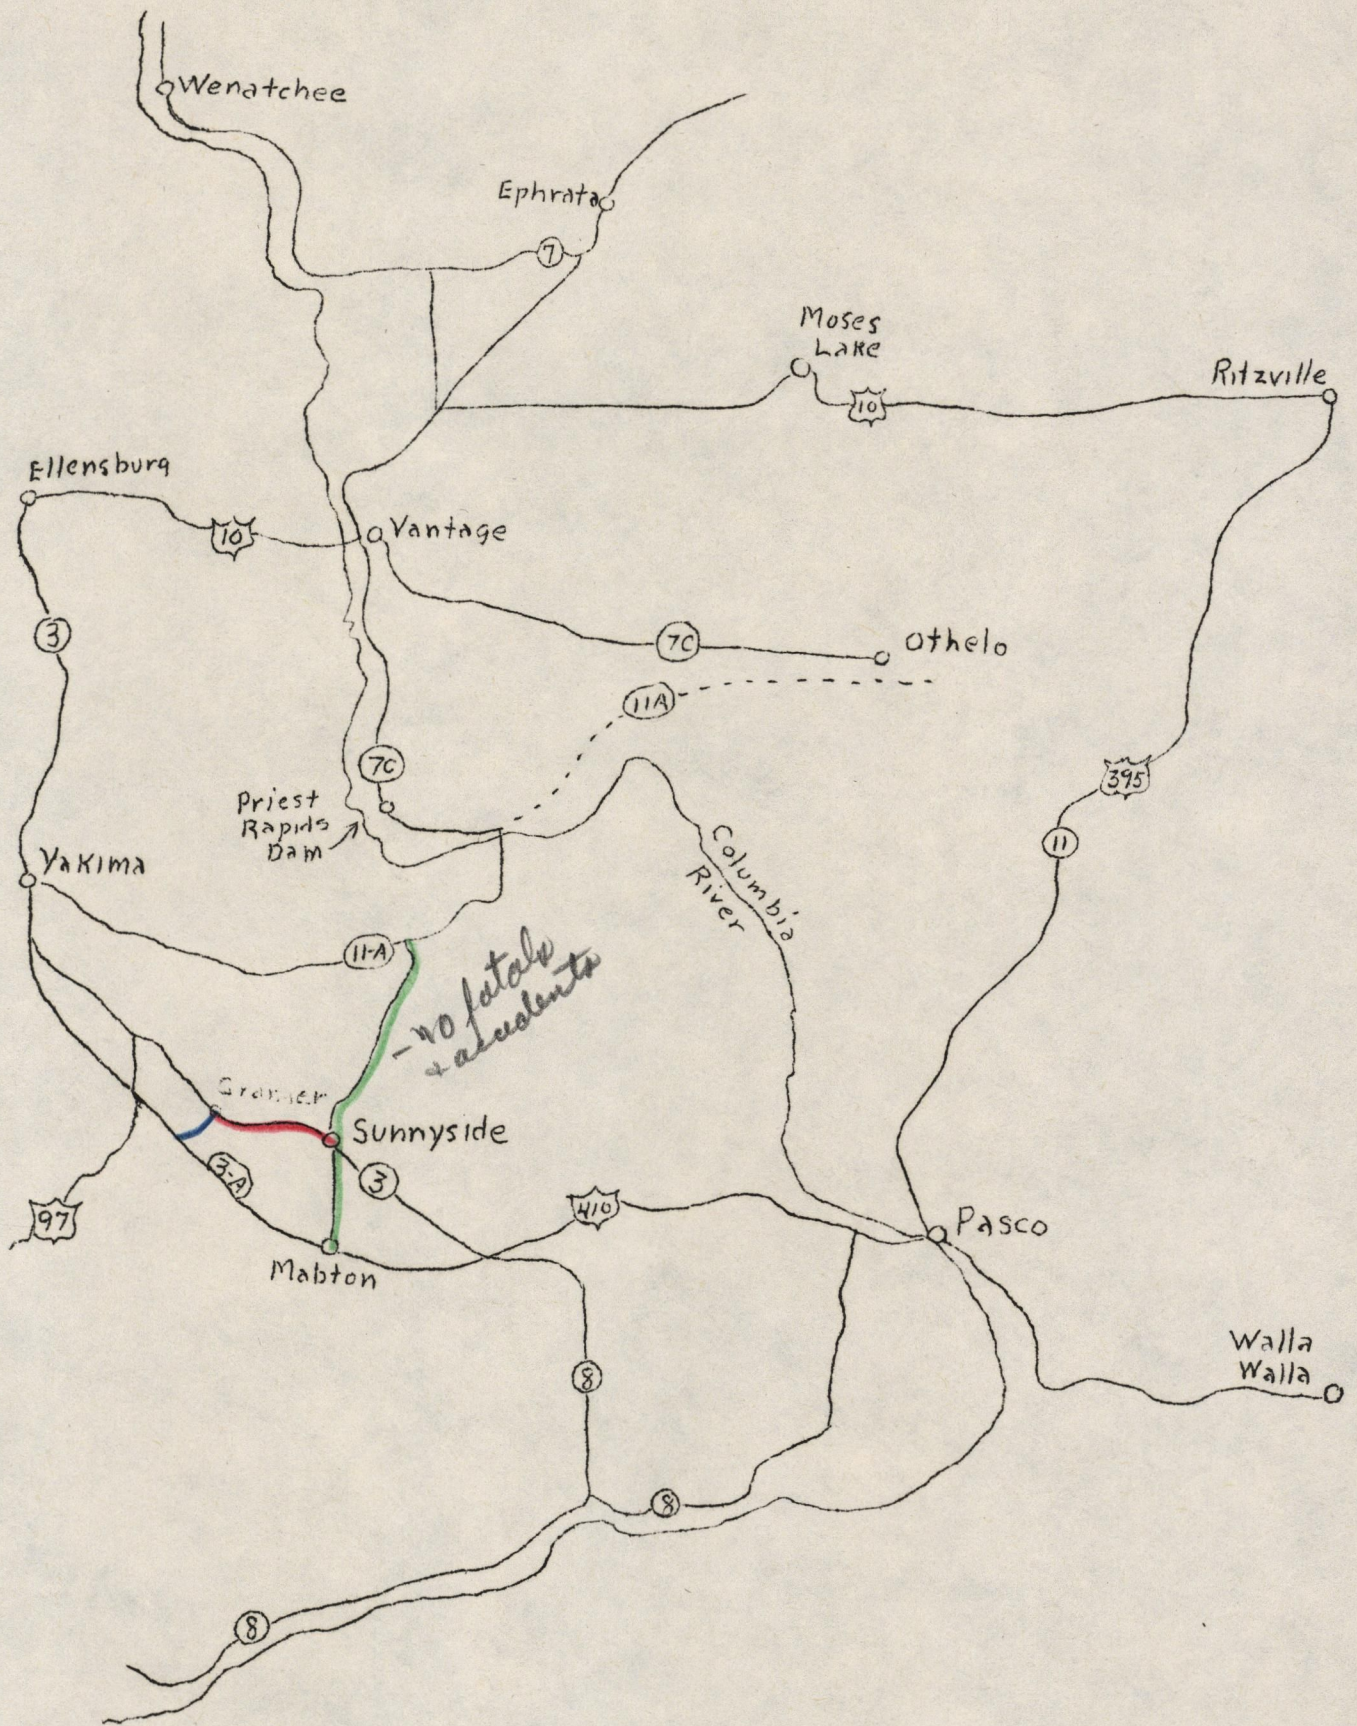 Wenatchee
Ephrata
7
Moses
Lake
Ritzville
10
Ellensburg
10
Vantage
3
7C
Othelo
11A
7C
395
Priest
Rapids
Dam
11
Columbia
River
Yakima
11-A
- no fatals
& accidents
Granger
Sunnyside
3-A
3
97
410
Pasco
Mabton
8
Walla
Walla
8
8